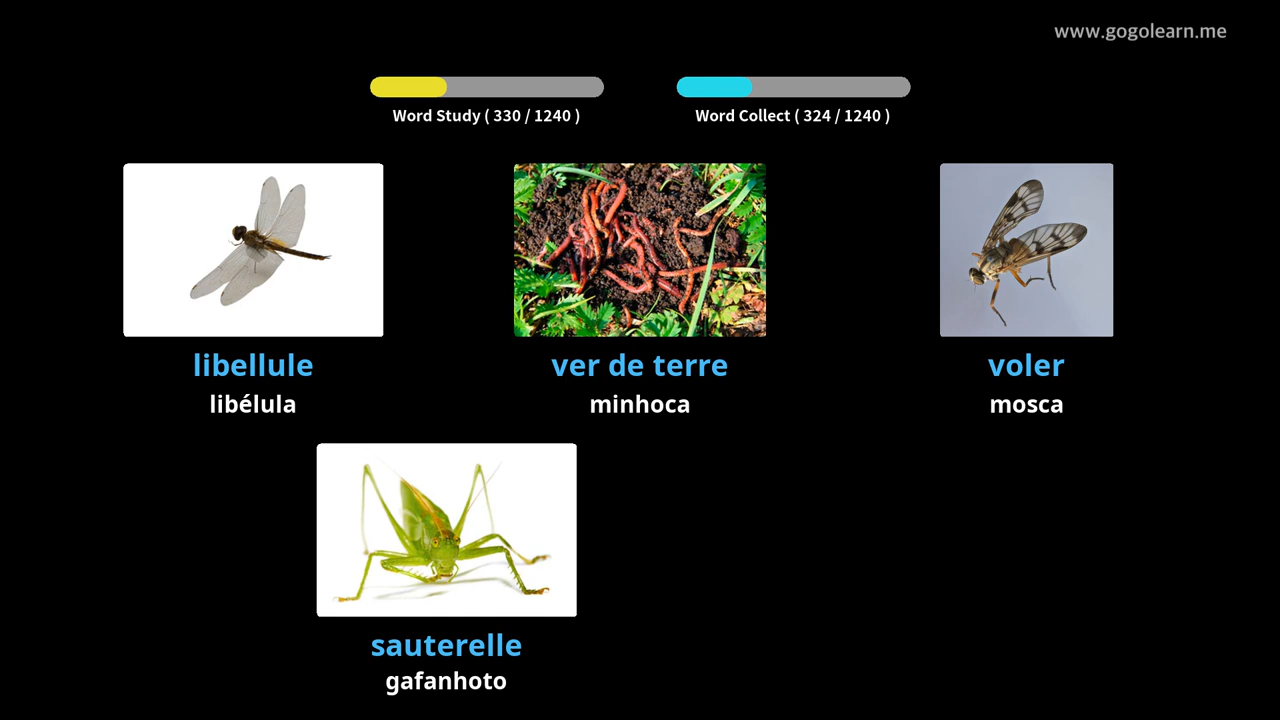 www.gogolearn.me
Word Study ( 330 / 1240 )
Word Collect ( 324 / 1240 )
libellule
libélula
ver de terre
minhoca
voler
mosca
sauterelle
gafanhoto